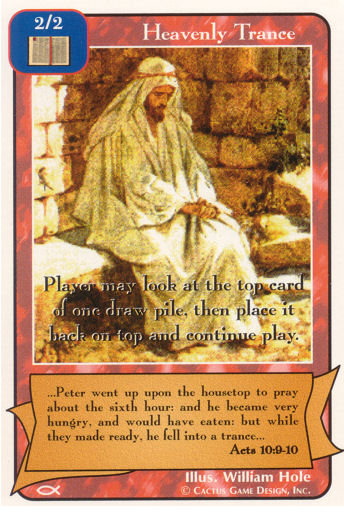 2/2
Heavenly Trance
Player may look at the top card
of one draw pile, then place it
back on top and continue play.
...Peter went up upon the housetop to pray
about the sixth hour: and he became very
hungry, and would have eaten: but while
they made ready, he fell into a trance...
Acts 10:9-10
Illus. William Hole
© Cactus Game Design, Inc.